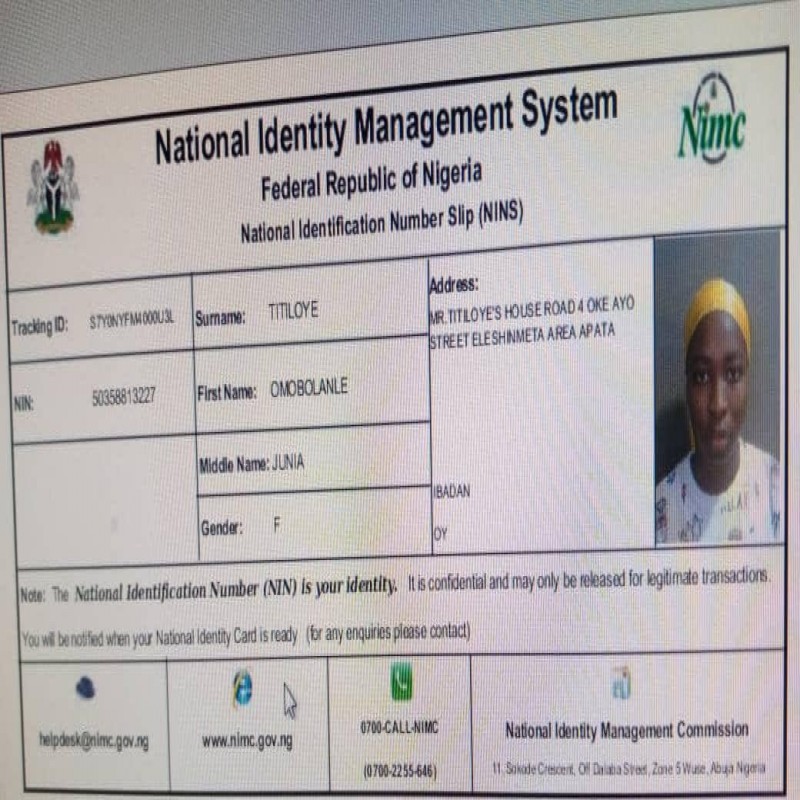 National Identity Management System
Federal Republic of Nigeria
National Identification Number Slip (NINS)
Nimc
Tracking ID:
Surname: TITILOYE
Address:
MR.TITILOYE'S HOUSE ROAD 4 OKE AYO
STREET ELESHINMETA AREA APATA
NIN: 50358813227
First Name: OMOBOLANLE
Middle Name: JUNIA
Gender: F
IBADAN
OY
Note: The National Identification Number (NIN) is your identity. It is confidential and may only be released for legitimate transactions.
You will be notified when your National Identity Card is ready (for any enquiries please contact)
helpdesk@nimc.gov.ng
www.nimc.gov.ng
0700-CALL-NIMC
(0700-2255-646)
National Identity Management Commission
11, Sokode Crescent, Off Dalaba Street, Zone 5 Wuse, Abuja Nigeria